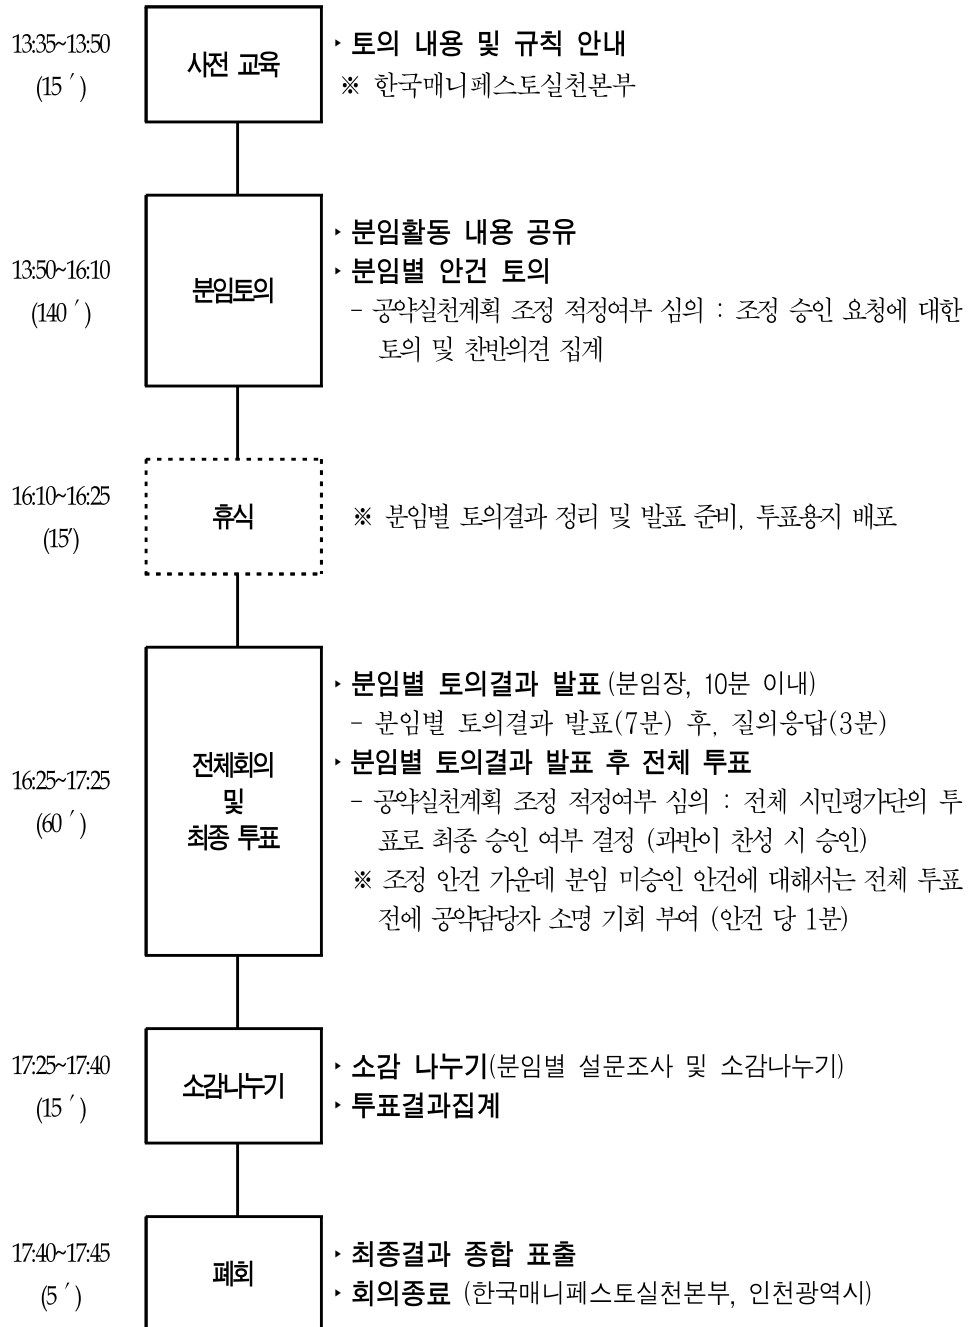 13:35~13:50
(15 ′ )
사전 교육
‣ 토의 내용 및 규칙 안내
※ 한국매니페스토실천본부
13:50~16:10
(140 ′ )
분임토의
‣ 분임활동 내용 공유
‣ 분임별 안건 토의
- 공약실천계획 조정 적정여부 심의 : 조정 승인 요청에 대한
토의 및 찬반의견 집계
16:10~16:25
(15′)
휴식
※ 분임별 토의결과 정리 및 발표 준비, 투표용지 배포
16:25~17:25
(60 ′ )
전체회의
및
최종 투표
‣ 분임별 토의결과 발표 (분임장, 10분 이내)
- 분임별 토의결과 발표(7분) 후, 질의응답(3분)
‣ 분임별 토의결과 발표 후 전체 투표
- 공약실천계획 조정 적정여부 심의 : 전체 시민평가단의 투
표로 최종 승인 여부 결정 (과반이 찬성 시 승인)
※ 조정 안건 가운데 분임 미승인 안건에 대해서는 전체 투표
전에 공약담당자 소명 기회 부여 (안건 당 1분)
17:25~17:40
(15 ′ )
소감나누기
‣ 소감 나누기(분임별 설문조사 및 소감나누기)
‣ 투표결과집계
17:40~17:45
(5 ′ )
폐회
‣ 최종결과 종합 표출
‣ 회의종료 (한국매니페스토실천본부, 인천광역시)